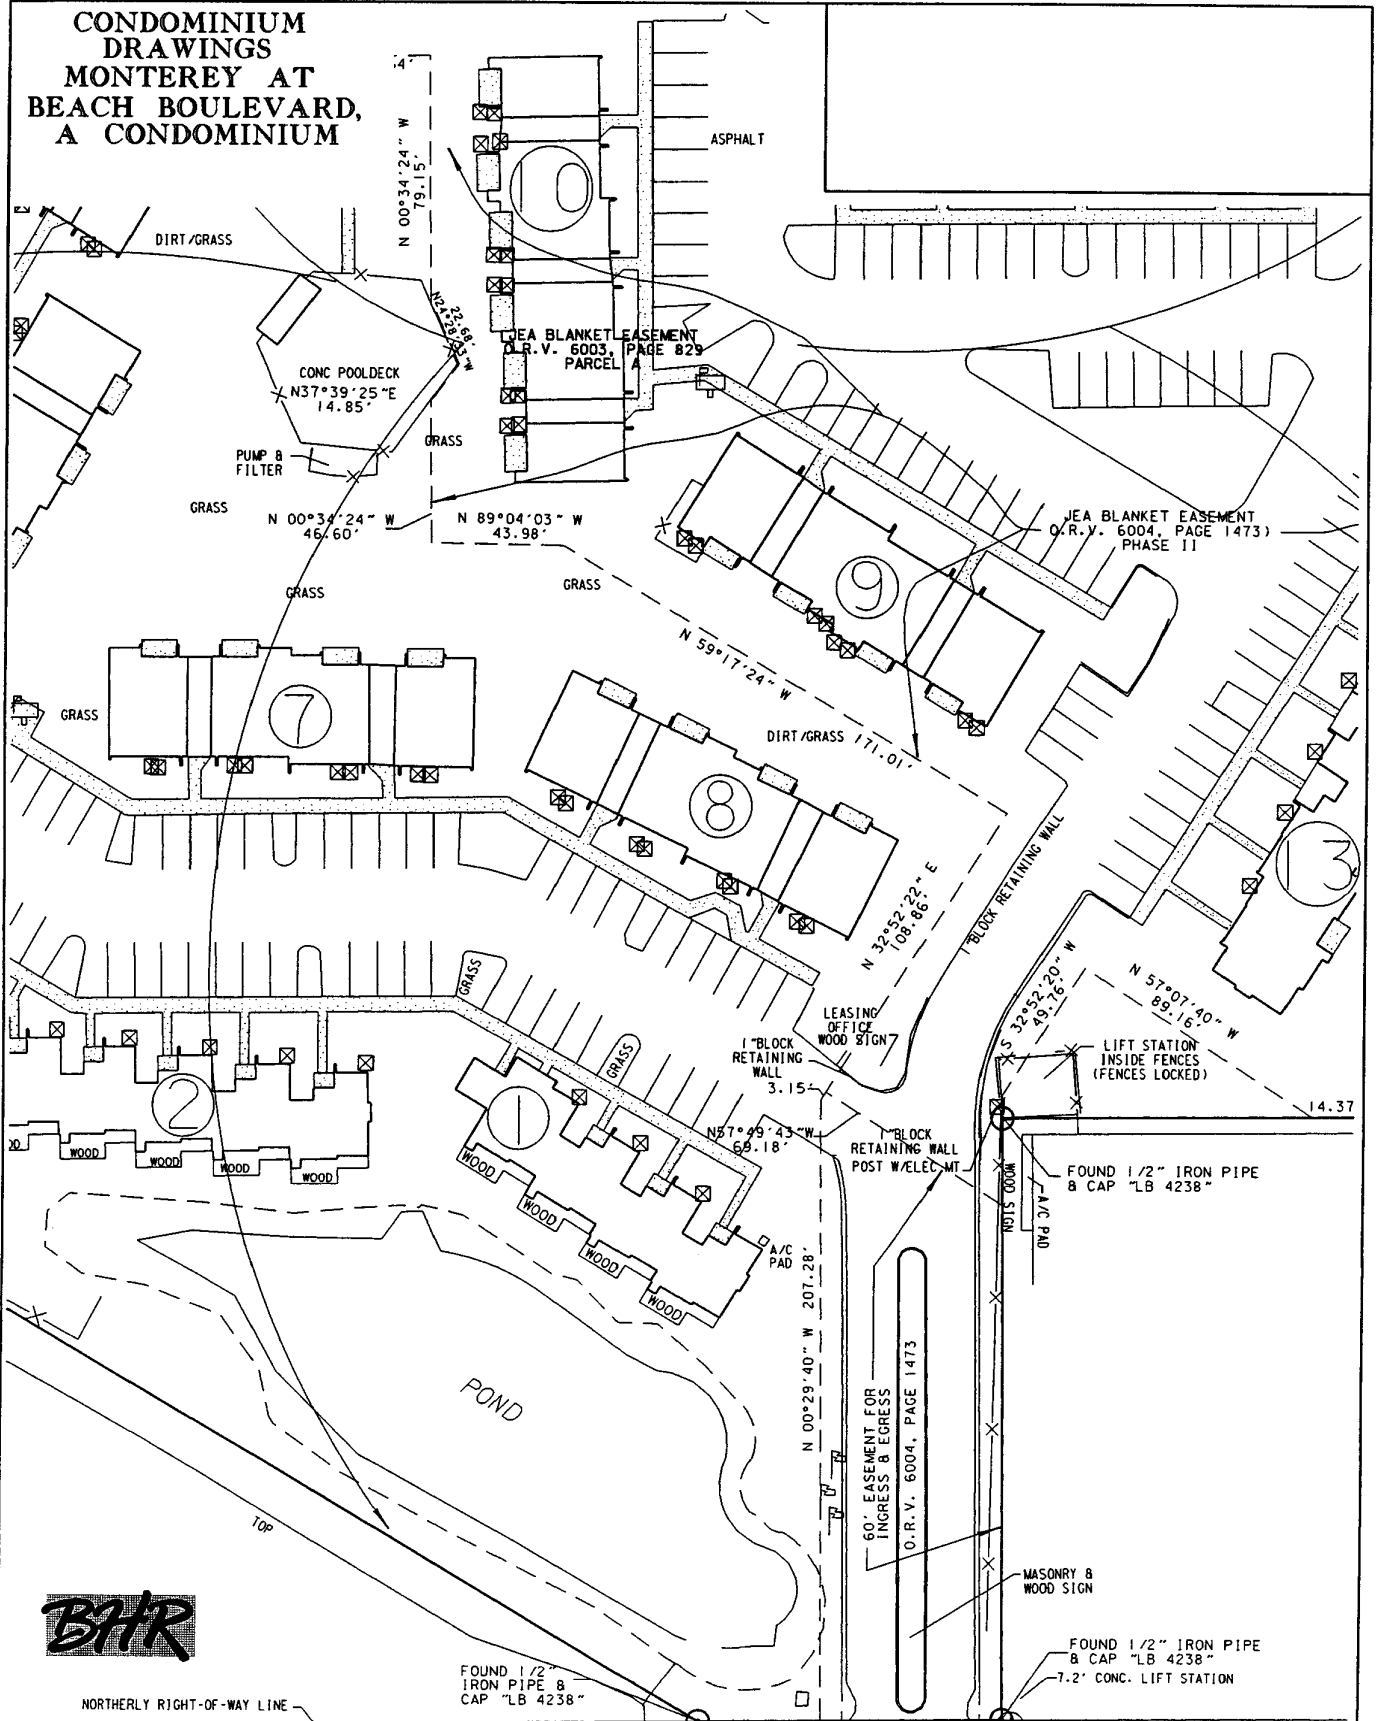 CONDOMINIUM
DRAWINGS
MONTEREY AT
BEACH BOULEVARD,
A CONDOMINIUM
4'
N 00°34'24" W
79.15'
10
ASPHALT
DIRT/GRASS
22.68'
N24°28'33"W
JEA BLANKET EASEMENT
O.R.V. 6003, PAGE 829
PARCEL A
CONC POOLDECK
N37°39'25"E
14.85'
GRASS
PUMP &
FILTER
GRASS
N 00°34'24" W
46.60'
N 89°04'03" W
43.98'
JEA BLANKET EASEMENT
O.R.V. 6004, PAGE 1473)
PHASE II
GRASS
GRASS
9
N 59°17'24" W
171.01'
DIRT/GRASS
GRASS
7
8
13
1"BLOCK RETAINING WALL
N 32°52'22" E
108.86'
GRASS
S 32°52'20" W
49.76'
N 57°07'40" W
89.16'
LEASING
OFFICE
WOOD SIGN
1"BLOCK
RETAINING
WALL
3.15'
GRASS
LIFT STATION
INSIDE FENCES
(FENCES LOCKED)
14.37
2
1
N57°49'43"W
69.18'
1"BLOCK
RETAINING WALL
POST W/ELEC.MT
FOUND 1/2" IRON PIPE
& CAP "LB 4238"
WOOD SIGN
A/C PAD
WOOD
WOOD
WOOD
WOOD
WOOD
WOOD
WOOD
WOOD
A/C
PAD
N 00°29'40" W 207.28'
POND
60' EASEMENT FOR
INGRESS & EGRESS
O.R.V. 6004, PAGE 1473
TOP
MASONRY &
WOOD SIGN
BHR
FOUND 1/2"
IRON PIPE &
CAP "LB 4238"
FOUND 1/2" IRON PIPE
& CAP "LB 4238"
7.2' CONC. LIFT STATION
NORTHERLY RIGHT-OF-WAY LINE